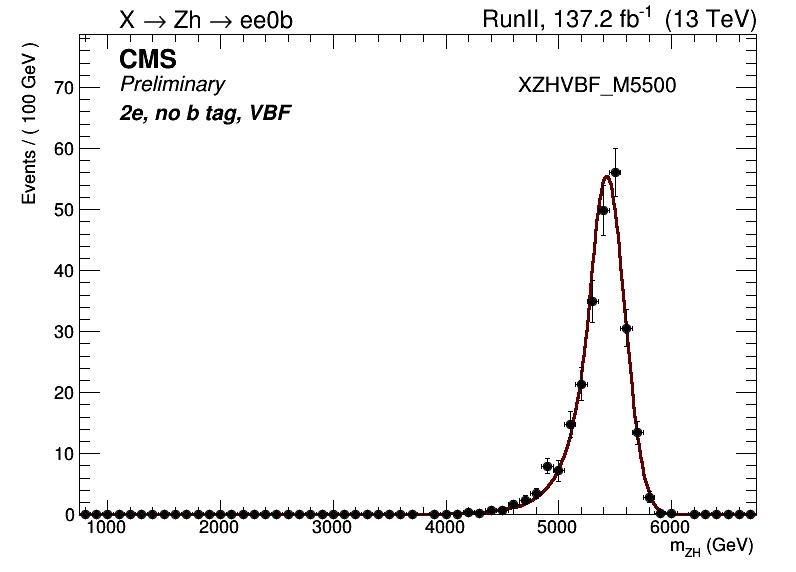 X → Zh → ee0b
RunII, 137.2 fb-1 (13 TeV)
CMS
Preliminary
2e, no b tag, VBF
XZHVBF_M5500
Events / ( 100 GeV )
70
60
50
40
30
20
10
0
1000 2000 3000 4000 5000 6000
mZH (GeV)